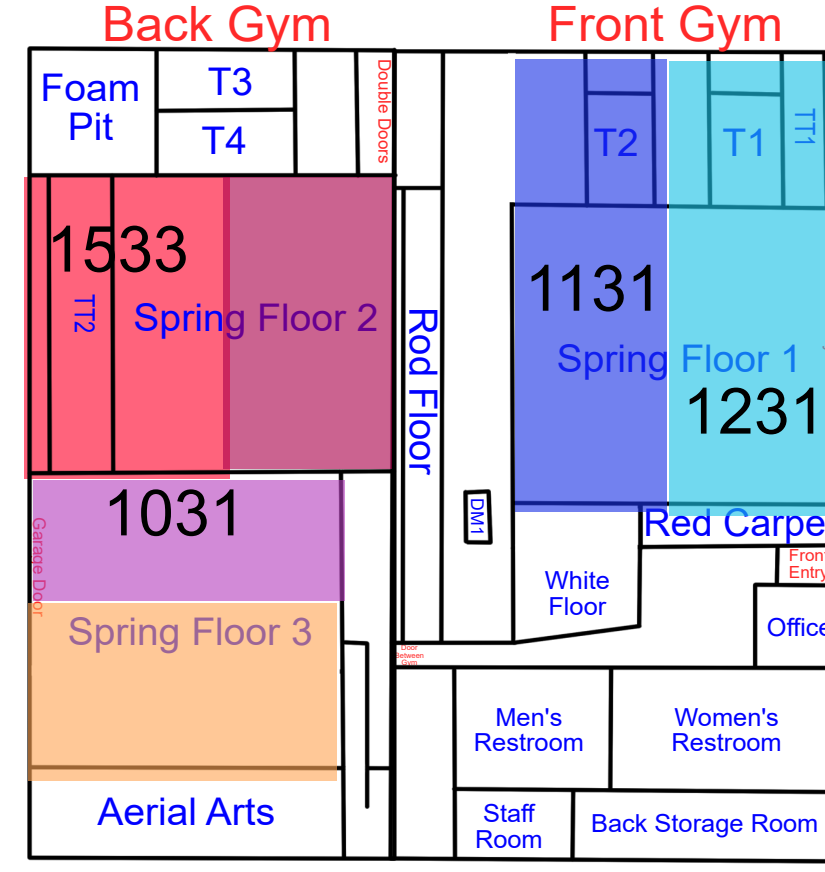 Back Gym
Front Gym
Foam
Pit
T3
T4
Double Doors
T2
T1
TT1
1533
TT2
Spring Floor 2
Rod Floor
1131
Spring Floor 1
1231
1031
Garage Door
DM1
Red Carpe
Front
Entry
White
Floor
Spring Floor 3
Office
Door
Between
Gym
Men's
Restroom
Women's
Restroom
Aerial Arts
Staff
Room
Back Storage Room